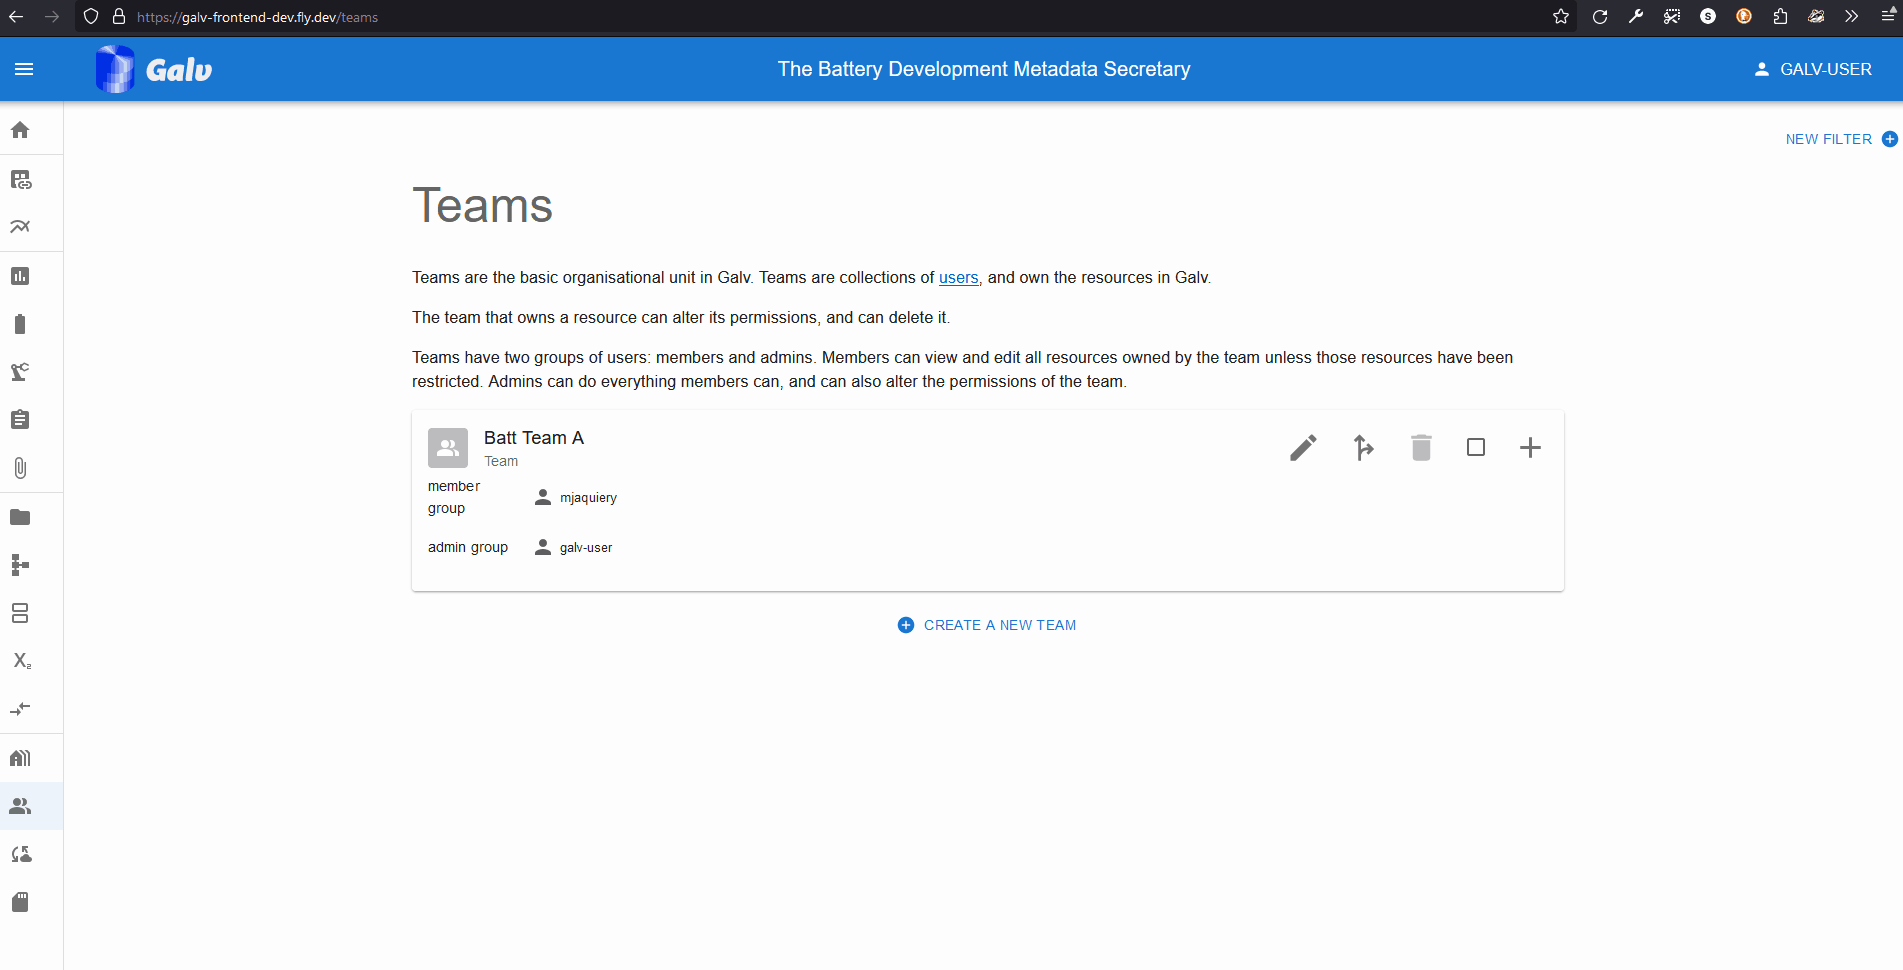 https://galv-frontend-dev.fly.dev/teams
Galv
The Battery Development Metadata Secretary
GALV-USER
NEW FILTER
Teams
Teams are the basic organisational unit in Galv. Teams are collections of users, and own the resources in Galv.
The team that owns a resource can alter its permissions, and can delete it.
Teams have two groups of users: members and admins. Members can view and edit all resources owned by the team unless those resources have been
restricted. Admins can do everything members can, and can also alter the permissions of the team.
Batt Team A
Team
member
group
mjaquiery
admin group
galv-user
CREATE A NEW TEAM
X₂